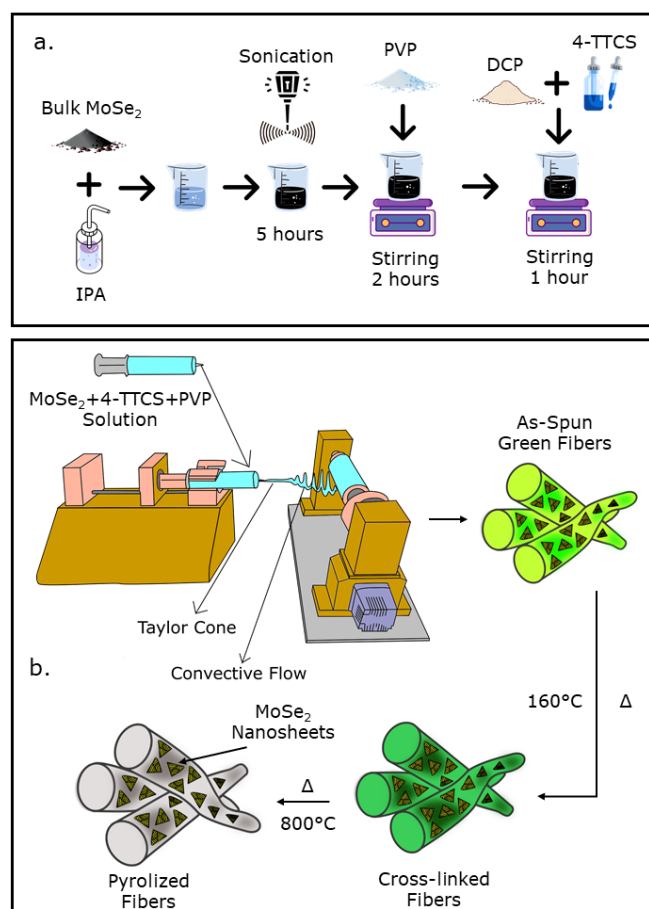 a.
Bulk MoSe₂
IPA
Sonication
5 hours
PVP
Stirring
2 hours
DCP
4-TTCS
Stirring
1 hour
MoSe₂+4-TTCS+PVP
Solution
Taylor Cone
Convective Flow
As-Spun
Green Fibers
b.
160°C
Δ
Cross-linked
Fibers
Δ
800°C
MoSe₂
Nanosheets
Pyrolized
Fibers